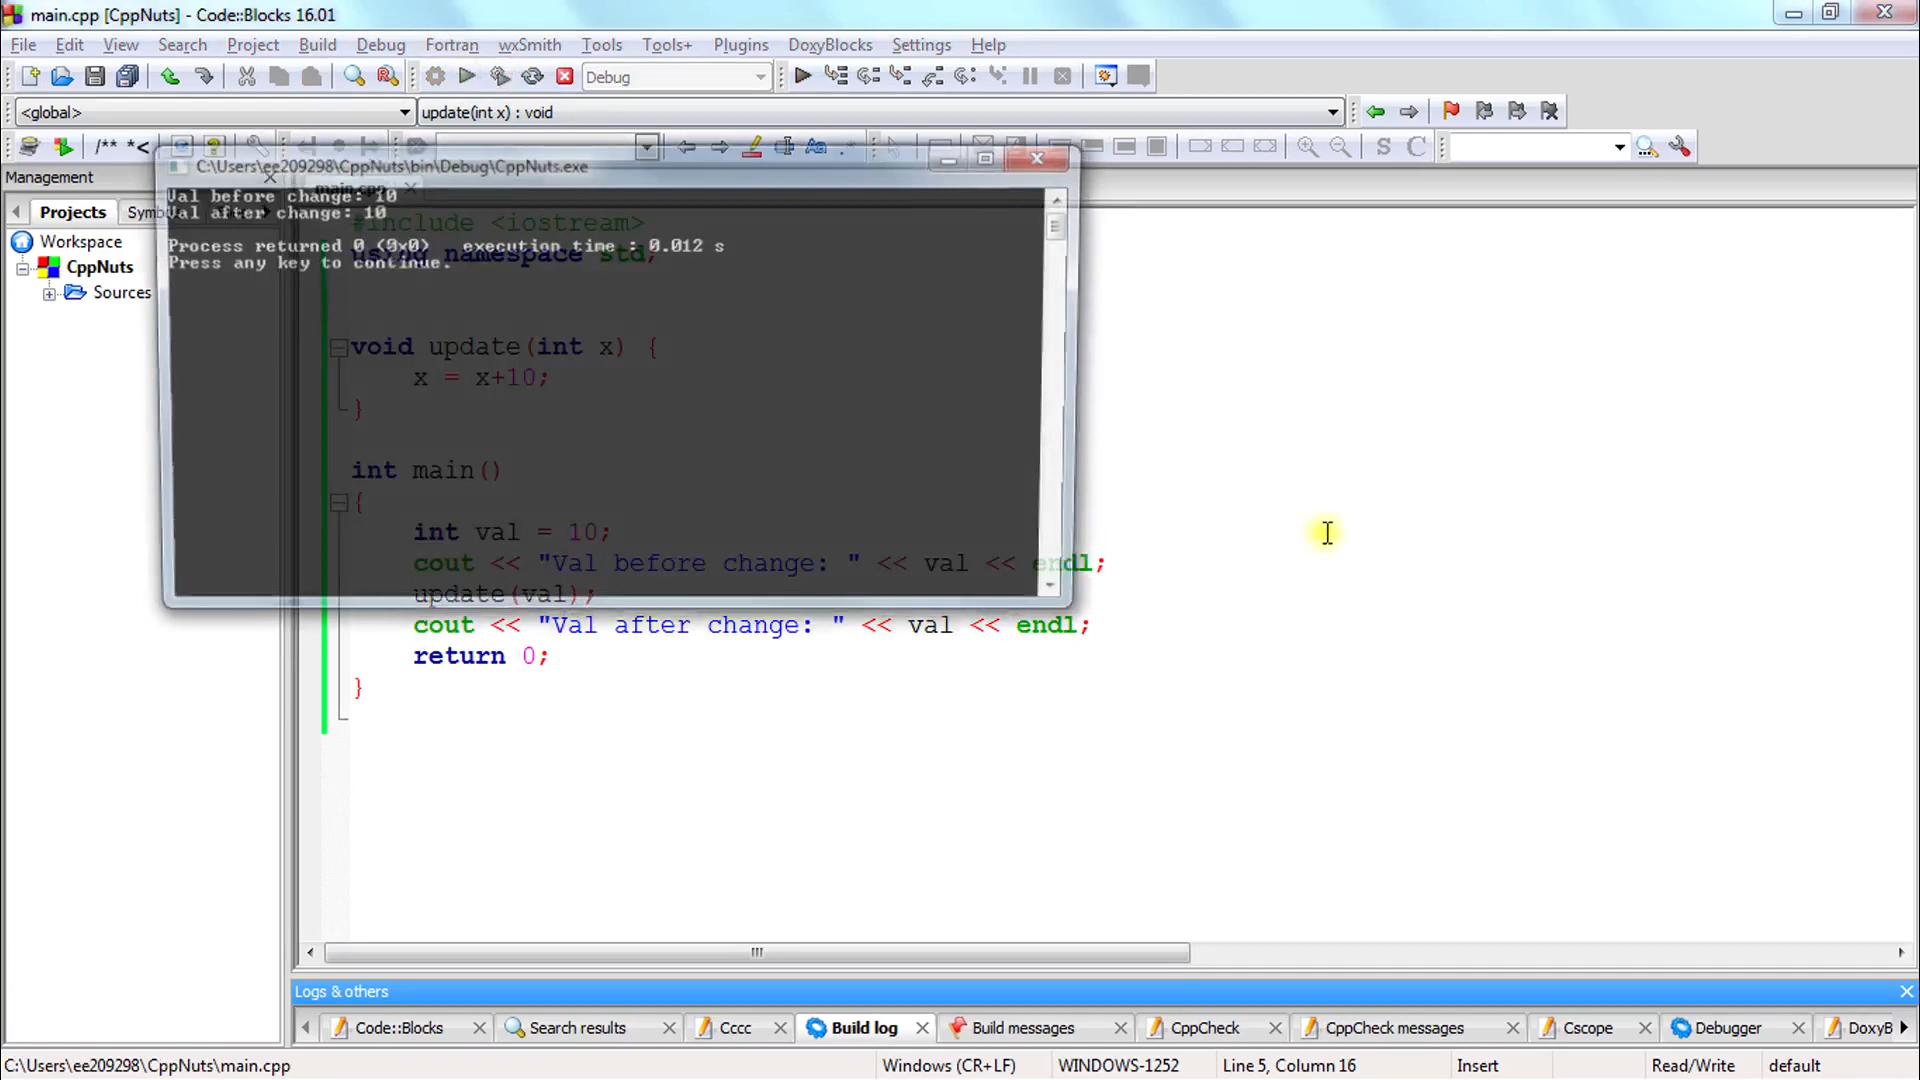 main.cpp [CppNuts] - Code::Blocks 16.01
File Edit View Search Project Build Debug Fortran wxSmith Tools Tools+ Plugins DoxyBlocks Settings Help
Debug
<global> update(int x) : void
/** *<
S C
Management
C:\Users\ee209298\CppNuts\bin\Debug\CppNuts.exe
main.cpp
Projects Symb
Val before change: 10
Val after change: 10
Process returned 0 (0x0) execution time : 0.012 s
Press any key to continue.
Workspace
CppNuts
Sources
#include <iostream>
using namespace std;
void update(int x) {
x = x+10;
}
int main()
{
int val = 10;
cout << "Val before change: " << val << endl;
update(val);
cout << "Val after change: " << val << endl;
return 0;
}
Logs & others
Code::Blocks Search results Cccc Build log Build messages CppCheck CppCheck messages Cscope Debugger DoxyB
C:\Users\ee209298\CppNuts\main.cpp Windows (CR+LF) WINDOWS-1252 Line 5, Column 16 Insert Read/Write default